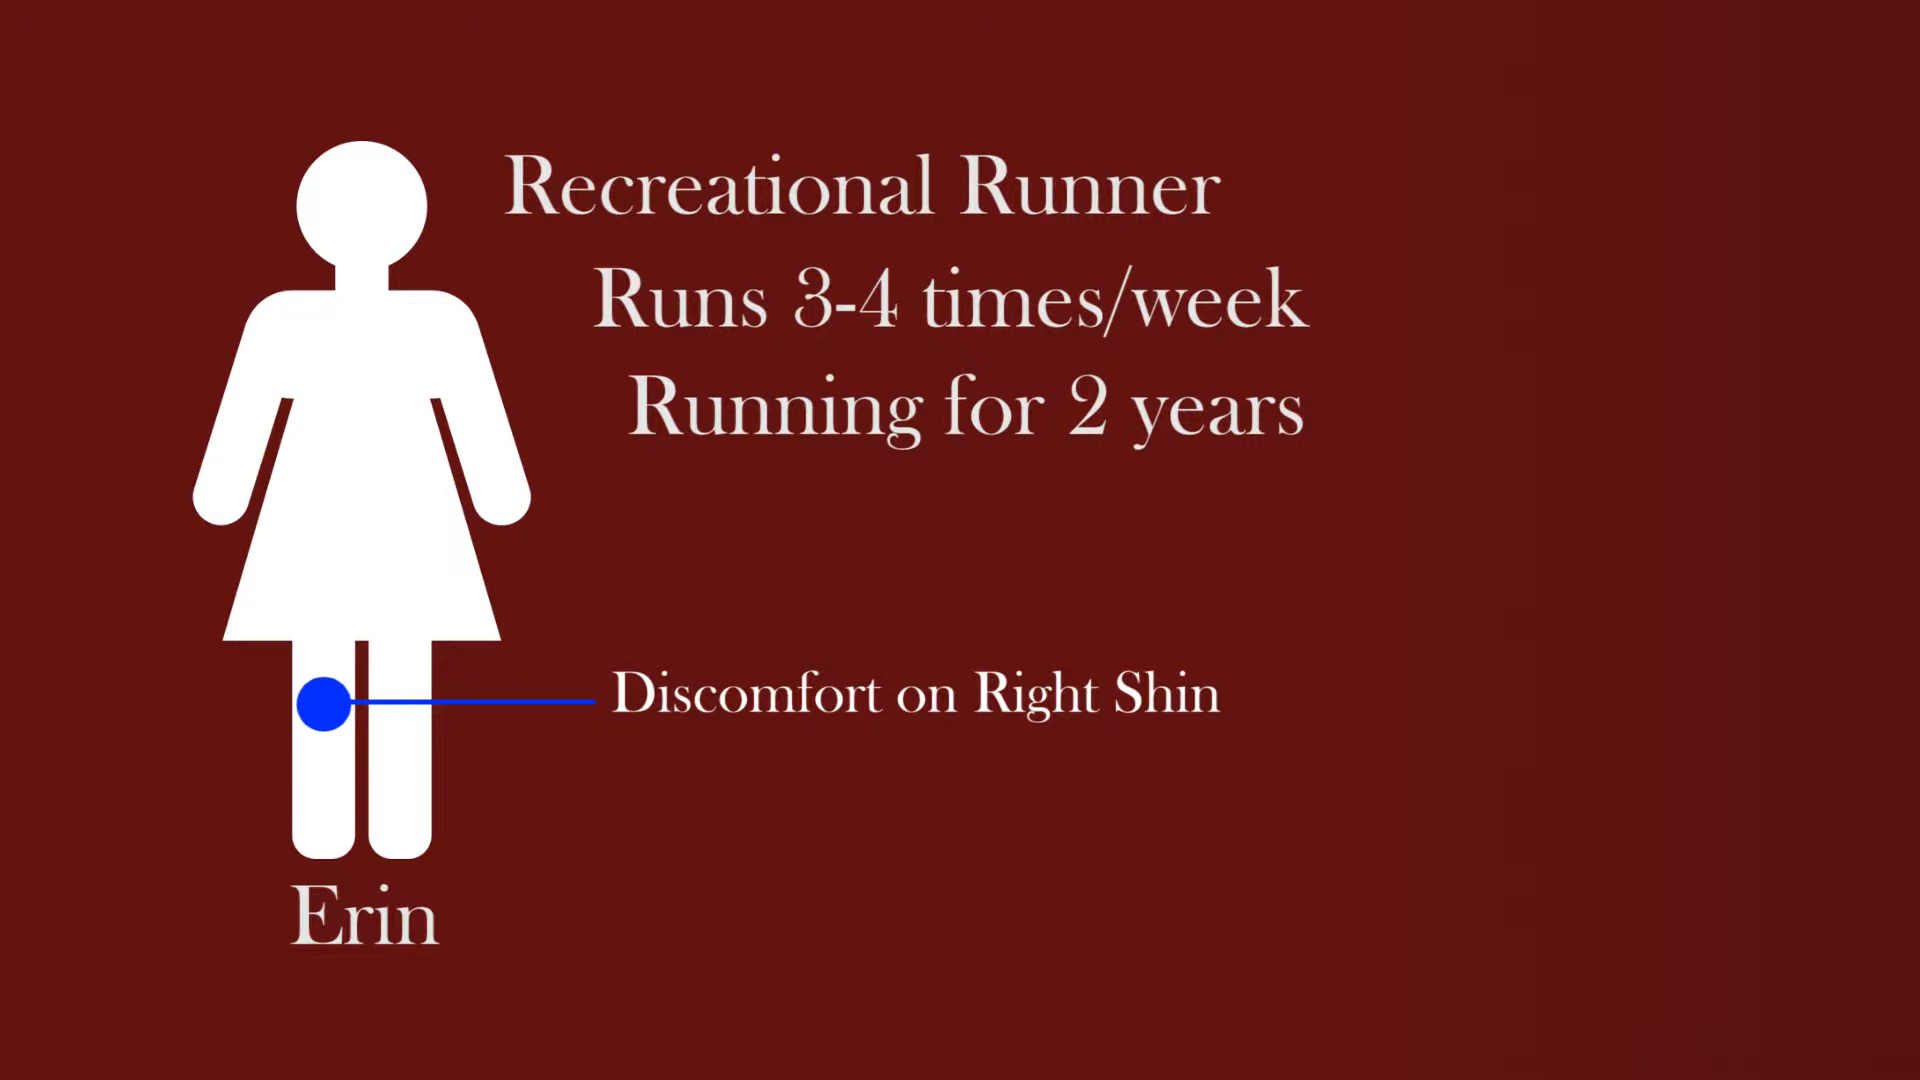 Recreational Runner
Runs 3-4 times/week
Running for 2 years
Discomfort on Right Shin
Erin